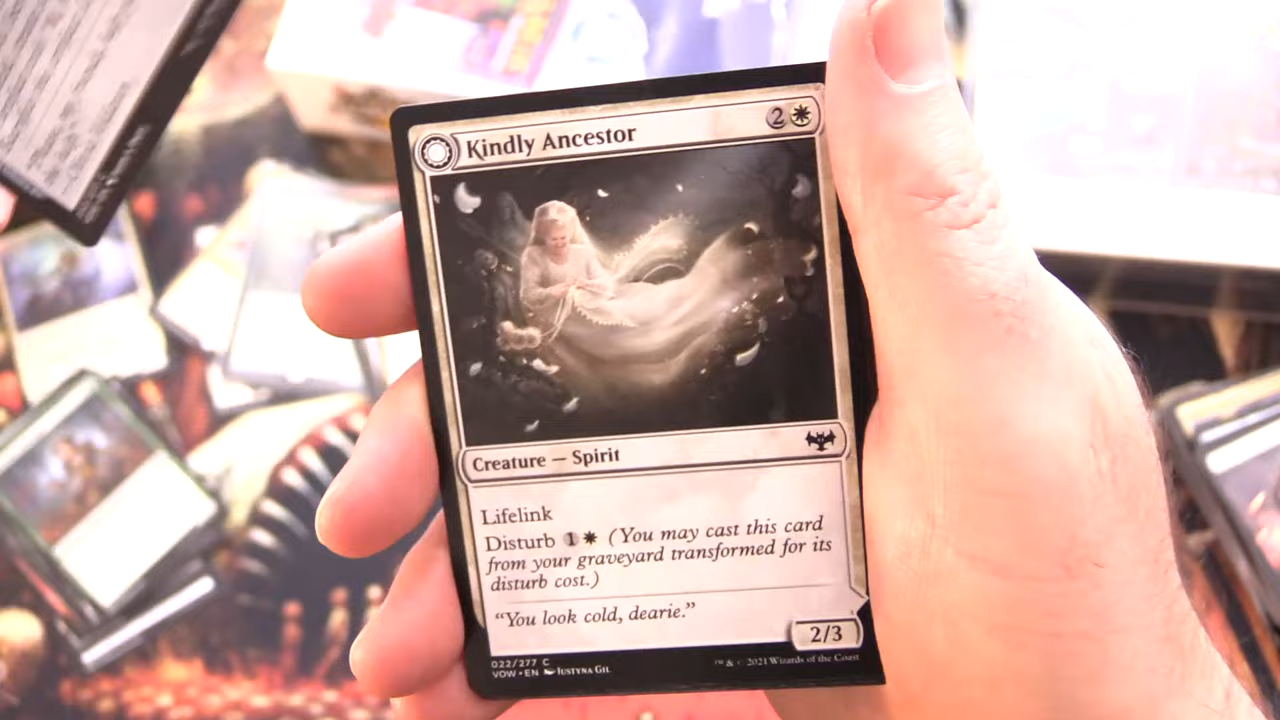 Kindly Ancestor 2
Creature — Spirit
Lifelink
Disturb 1 (You may cast this card
from your graveyard transformed for its
disturb cost.)
“You look cold, dearie.”
2/3
022/277 C
VOW • EN Justyna Gil
™ & © 2021 Wizards of the Coast